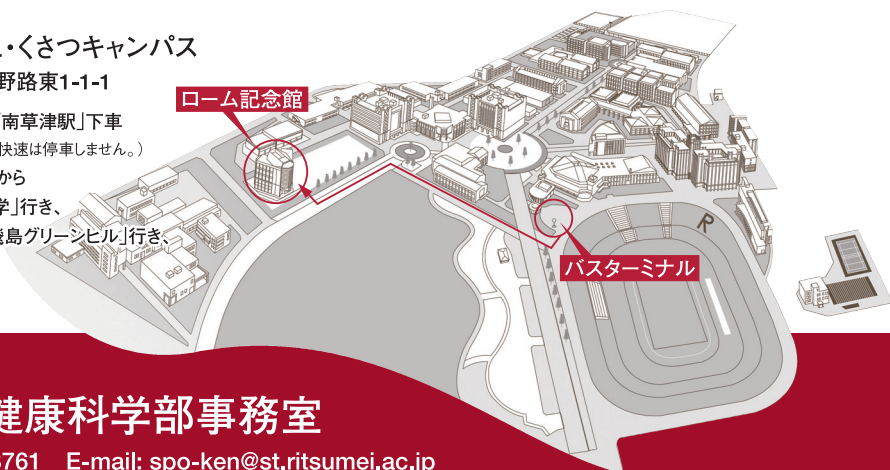 ・くさつキャンパス
野路東1-1-1
「南草津駅」下車
快速は停車しません。)
から
学」行き、
飛島グリーンヒル」行き、
ローム記念館
バスターミナル
R
健康科学部事務室
3761 E-mail: spo-ken@st.ritsumei.ac.jp